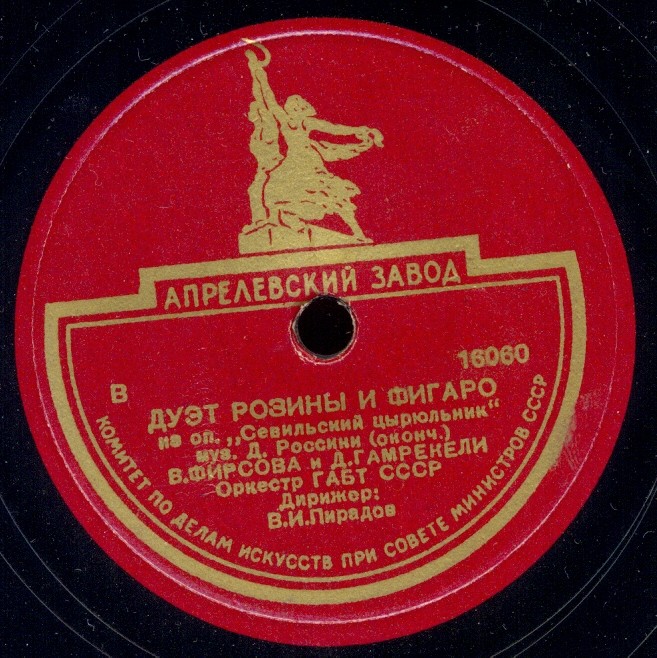 АПРЕЛЕВСКИЙ ЗАВОД
В
16060
ДУЭТ РОЗИНЫ И ФИГАРО
из оп. „Севильский цырюльник“
муз. Д. Россини (оконч.)
В.ФИРСОВА и Д.ГАМРЕКЕЛИ
Оркестр ГАБТ СССР
Дирижер:
В.И.Пирадов
КОМИТЕТ ПО ДЕЛАМ ИСКУССТВ ПРИ СОВЕТЕ МИНИСТРОВ СССР